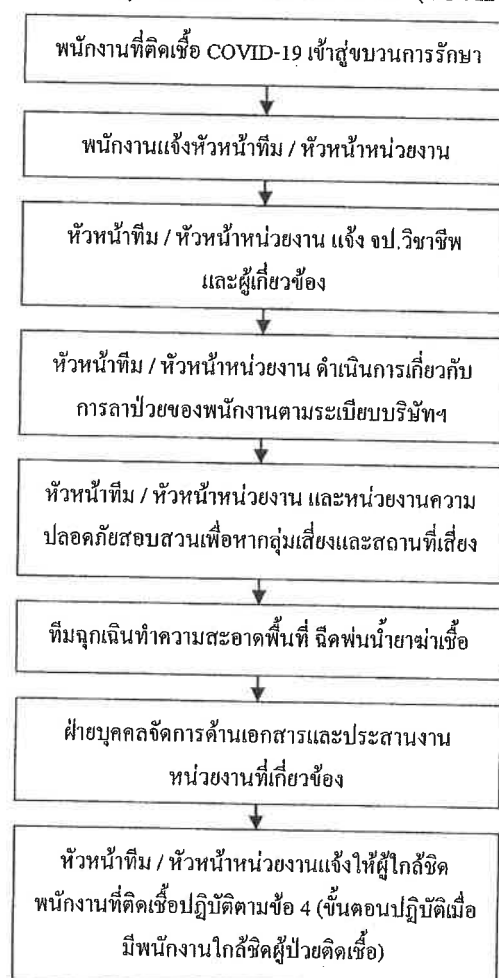 พนักงานที่ติดเชื้อ COVID-19 เข้าสู่ขบวนการรักษา
พนักงานแจ้งหัวหน้าทีม / หัวหน้าหน่วยงาน
หัวหน้าทีม / หัวหน้าหน่วยงาน แจ้ง จป.วิชาชีพ
และผู้เกี่ยวข้อง
หัวหน้าทีม / หัวหน้าหน่วยงาน ดำเนินการเกี่ยวกับ
การลาป่วยของพนักงานตามระเบียบบริษัทฯ
หัวหน้าทีม / หัวหน้าหน่วยงาน และหน่วยงานความ
ปลอดภัยสอบสวนเพื่อหากลุ่มเสี่ยงและสถานที่เสี่ยง
ทีมฉุกเฉินทำความสะอาดพื้นที่ ฉีดพ่นน้ำยาฆ่าเชื้อ
ฝ่ายบุคคลจัดการด้านเอกสารและประสานงาน
หน่วยงานที่เกี่ยวข้อง
หัวหน้าทีม / หัวหน้าหน่วยงานแจ้งให้ผู้ใกล้ชิด
พนักงานที่ติดเชื้อปฏิบัติตามข้อ 4 (ขั้นตอนปฏิบัติเมื่อ
มีพนักงานใกล้ชิดผู้ป่วยติดเชื้อ)